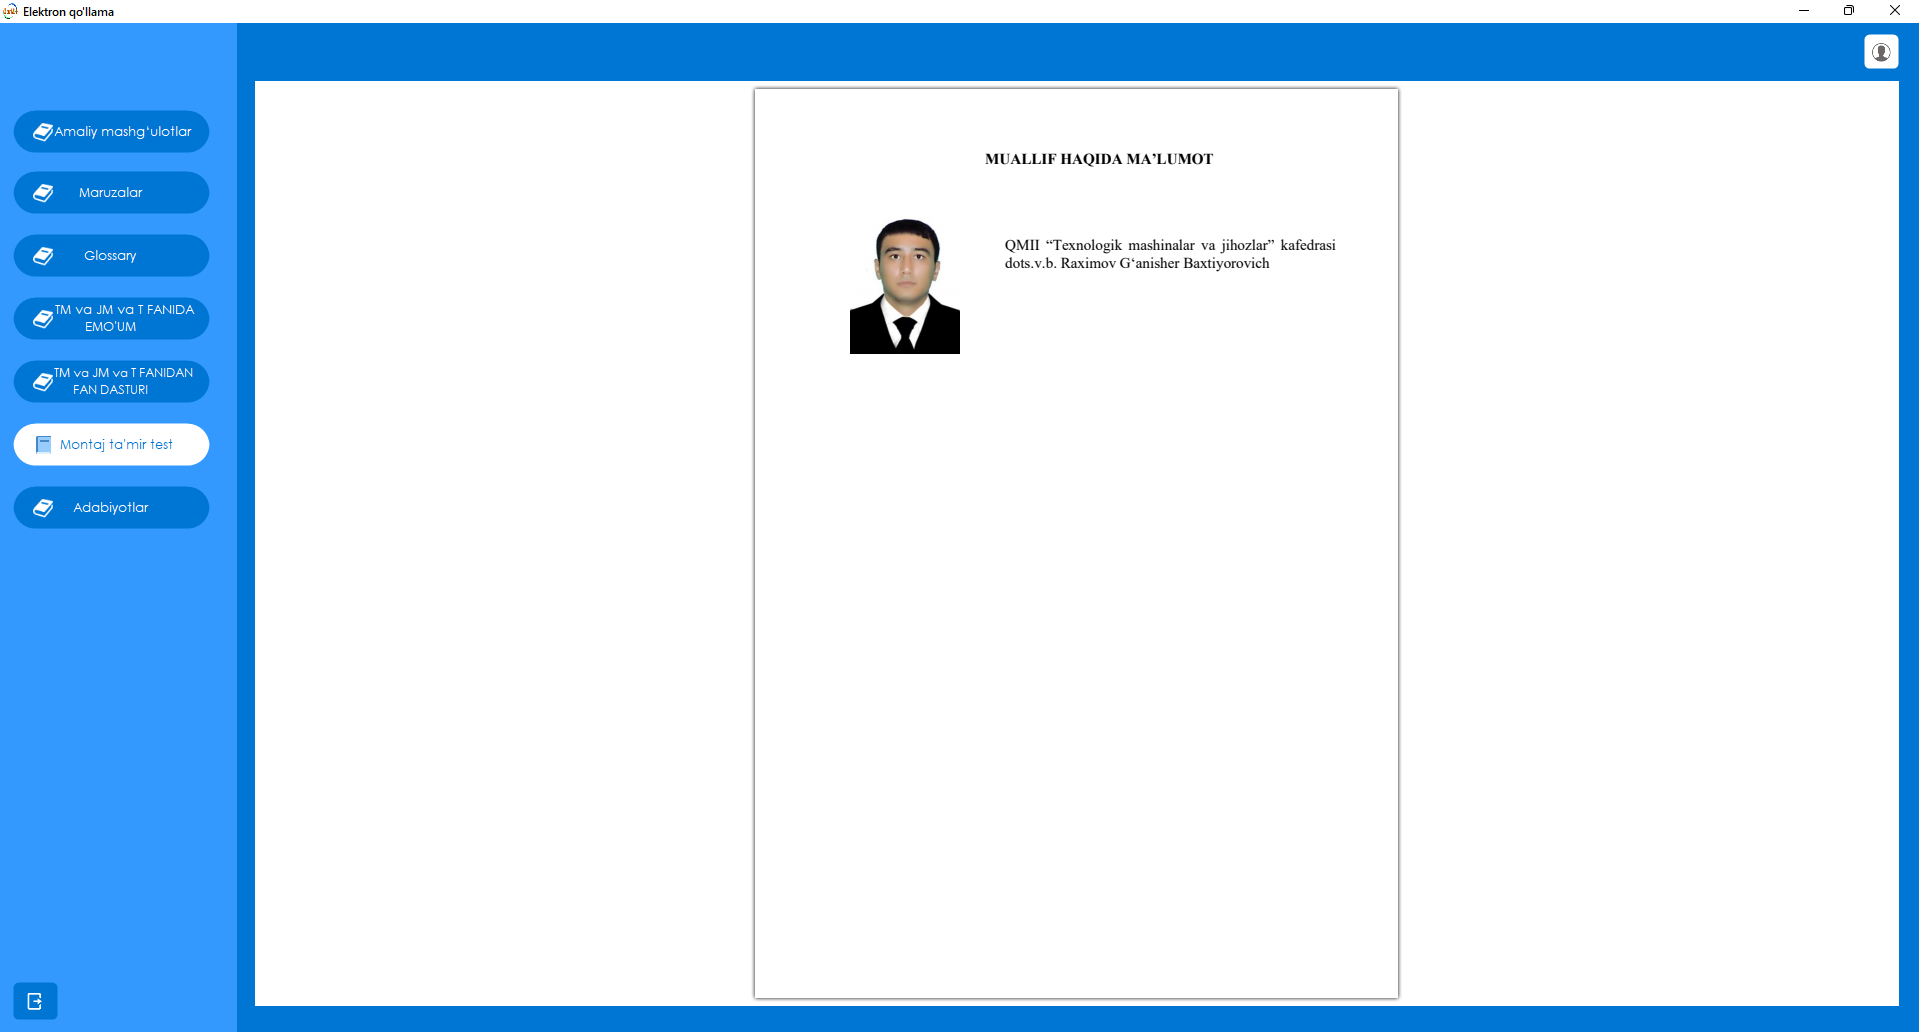 Elektron qo'llama
Amaliy mashg‘ulotlar
Maruzalar
Glossary
TM va JM va T FANIDA
EMO'UM
TM va JM va T FANIDAN
FAN DASTURI
Montaj ta'mir test
Adabiyotlar
MUALLIF HAQIDA MA’LUMOT
QMII “Texnologik mashinalar va jihozlar” kafedrasi
dots.v.b. Raximov G‘anisher Baxtiyorovich